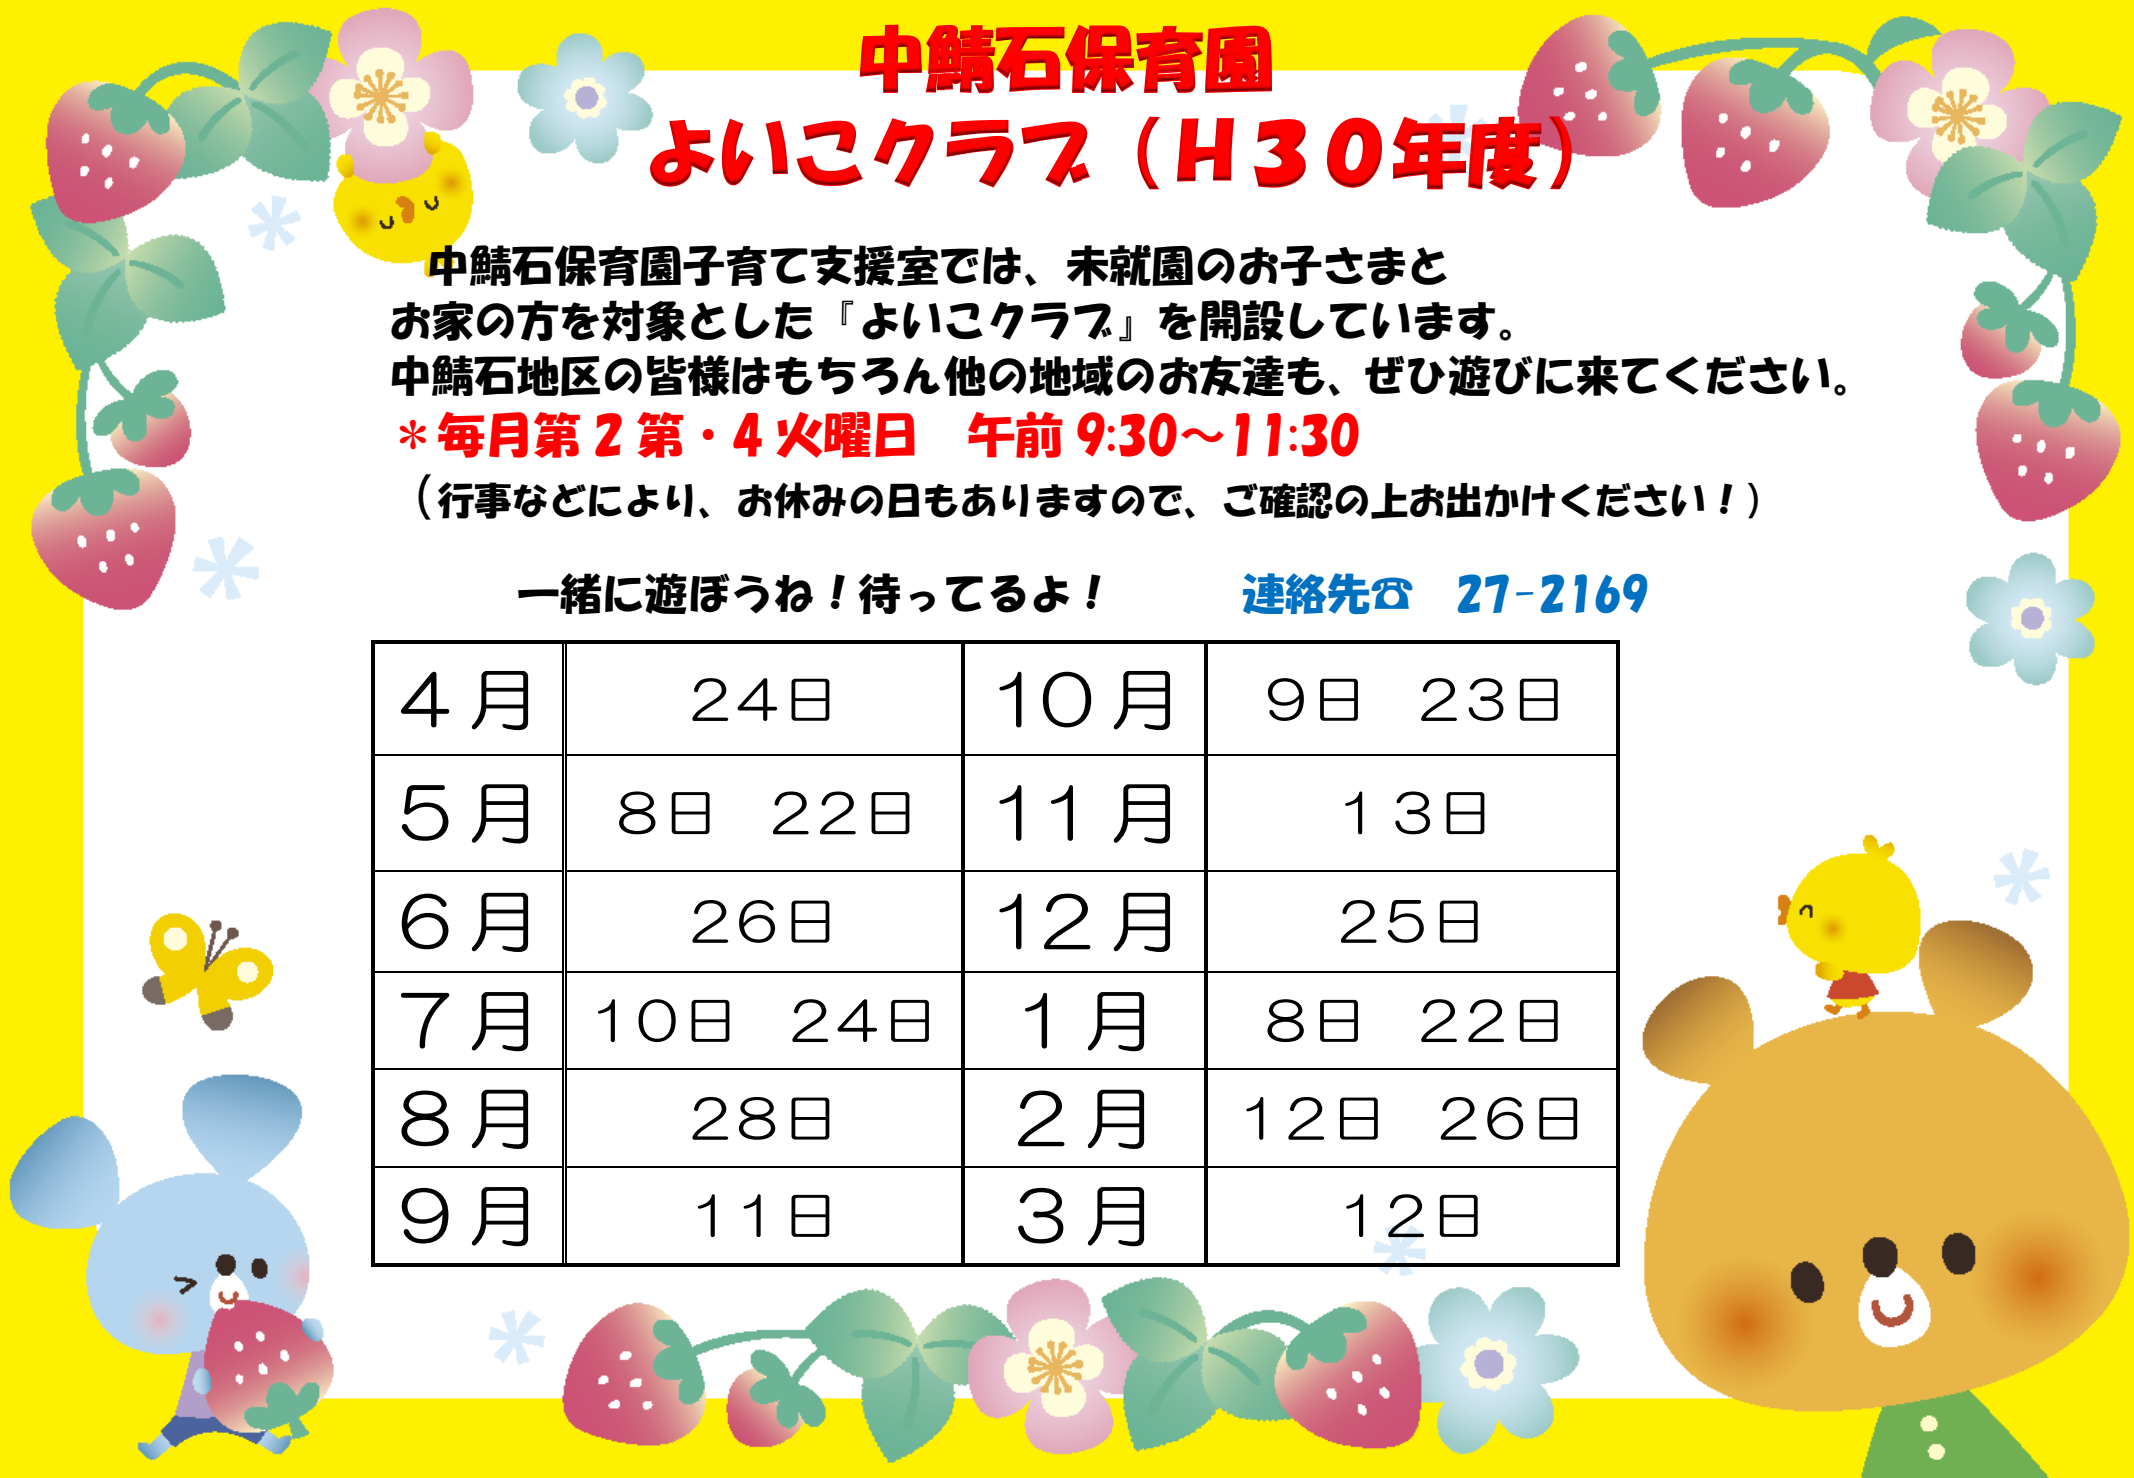 中鯖石保育園
よいこクラブ（Ｈ３０年度）
中鯖石保育園子育て支援室では、未就園のお子さまと
お家の方を対象とした『よいこクラブ』を開設しています。
中鯖石地区の皆様はもちろん他の地域のお友達も、ぜひ遊びに来てください。
＊毎月第２第・４火曜日　午前 9:30～11:30
（行事などにより、お休みの日もありますので、ご確認の上お出かけください！）
一緒に遊ぼうね！待ってるよ！　連絡先☎　27-2169
４月　２４日　１０月　９日　２３日
５月　８日　２２日　１１月　１３日
６月　２６日　１２月　２５日
７月　１０日　２４日　１月　８日　２２日
８月　２８日　２月　１２日　２６日
９月　１１日　３月　１２日